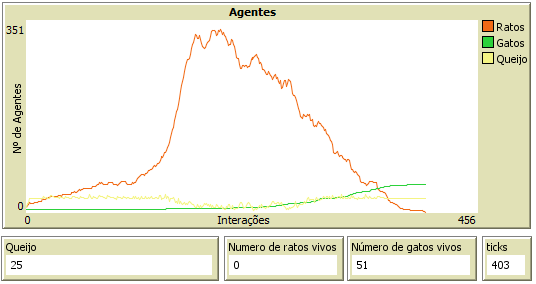 Agentes
351
Nº de Agentes
0
0
Interações
456
Ratos
Gatos
Queijo
Queijo
25
Numero de ratos vivos
0
Número de gatos vivos
51
ticks
403